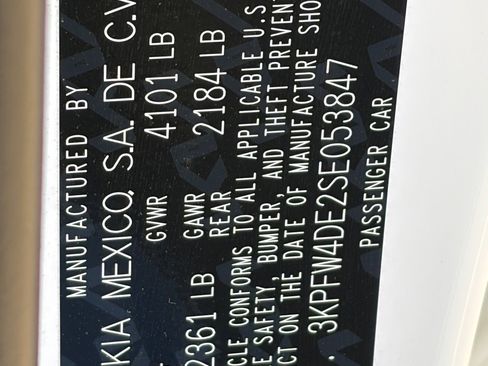 MANUFACTURED BY
KIA MEXICO, S.A. DE C.V
GVWR 4101 LB
2361 LB GAWR REAR 2184 LB
CLE CONFORMS TO ALL APPLICABLE U.S
E SAFETY, BUMPER, AND THEFT PREVENT
CT ON THE DATE OF MANUFACTURE SHO
. 3KPFW4DE2SE053847
PASSENGER CAR